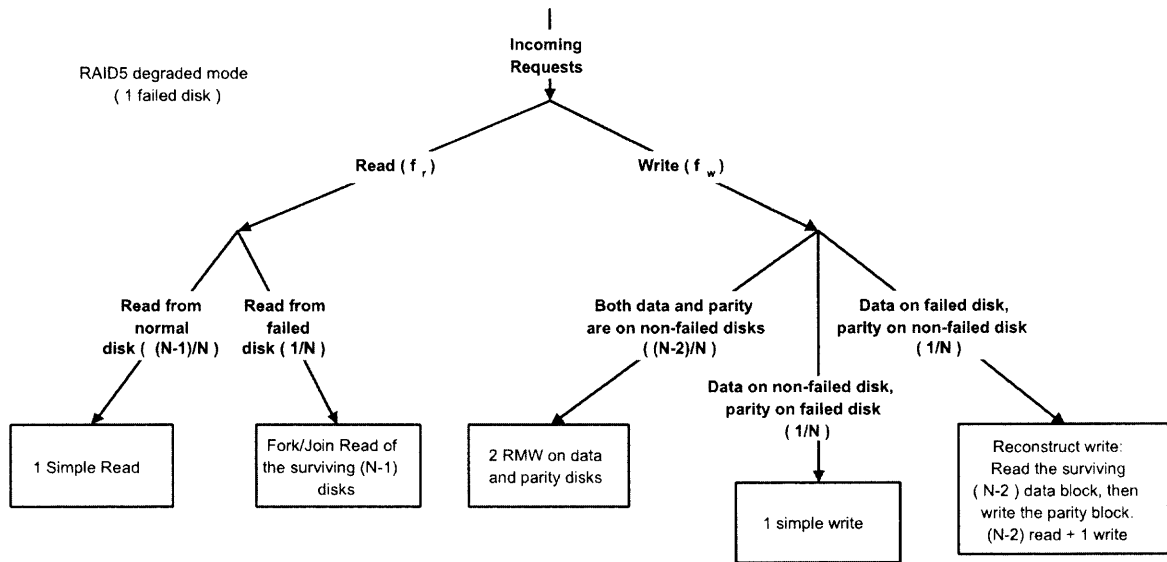 Incoming
Requests
RAID5 degraded mode
( 1 failed disk )
Read ( f r )
Write ( f w )
Read from
normal
disk ( (N-1)/N )
Read from
failed
disk ( 1/N )
Both data and parity
are on non-failed disks
( (N-2)/N )
Data on non-failed disk,
parity on failed disk
( 1/N )
Data on failed disk,
parity on non-failed disk
( 1/N )
1 Simple Read
Fork/Join Read of
the surviving (N-1)
disks
2 RMW on data
and parity disks
1 simple write
Reconstruct write:
Read the surviving
( N-2 ) data block, then
write the parity block.
(N-2) read + 1 write